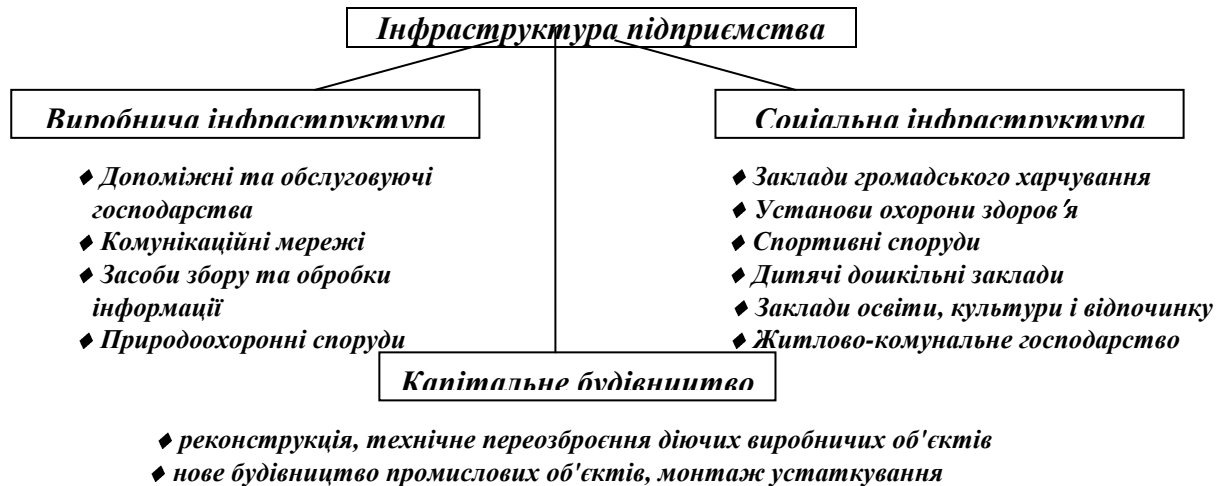 Інфраструктура підприємства
Виробнича інфраструктура
♦ Допоміжні та обслуговуючі
господарства
♦ Комунікаційні мережі
♦ Засоби збору та обробки
інформації
♦ Природоохоронні споруди
Соціальна інфраструктура
♦ Заклади громадського харчування
♦ Установи охорони здоров′я
♦ Спортивні споруди
♦ Дитячі дошкільні заклади
♦ Заклади освіти, культури і відпочинку
♦ Житлово-комунальне господарство
Капітальне будівництво
♦ реконструкція, технічне переозброєння діючих виробничих об'єктів
♦ нове будівництво промислових об'єктів, монтаж устаткування